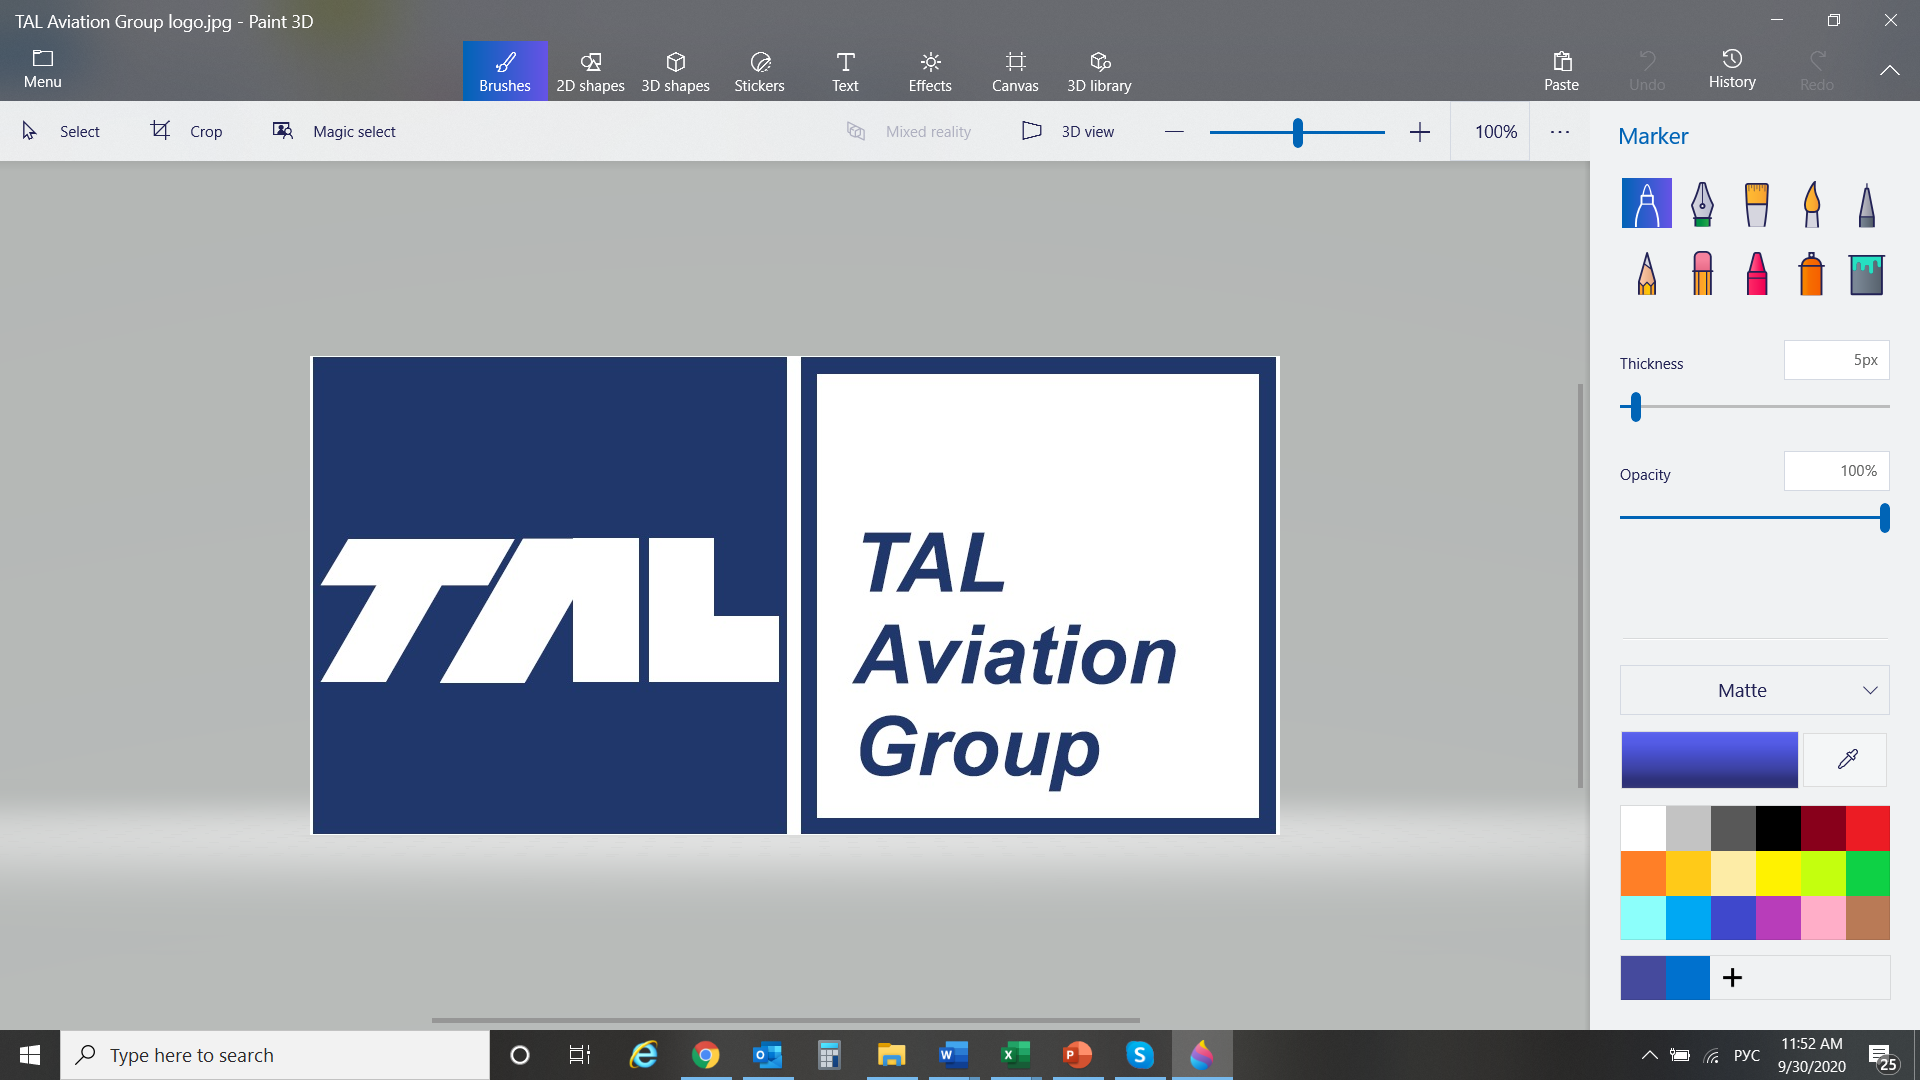 TAL Aviation Group logo.jpg - Paint 3D
Menu
Brushes
2D shapes
3D shapes
Stickers
Text
Effects
Canvas
3D library
Paste
Undo
History
Redo
Select
Crop
Magic select
Mixed reality
3D view
100%
Marker
Thickness
5px
Opacity
100%
Matte
TAL
TAL
Aviation
Group
Type here to search
РУС
11:52 AM
9/30/2020
25